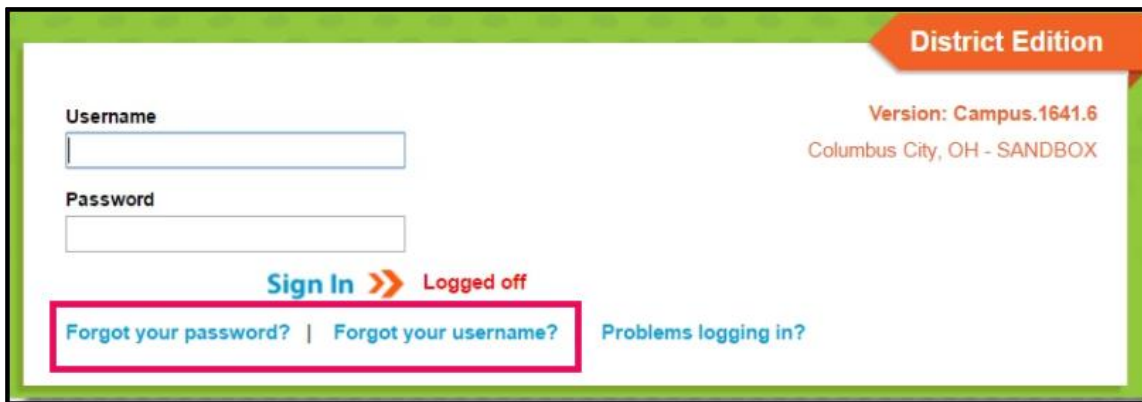 District Edition
Username
Version: Campus.1641.6
Columbus City, OH - SANDBOX
Password
Sign In Logged off
Forgot your password? | Forgot your username? Problems logging in?